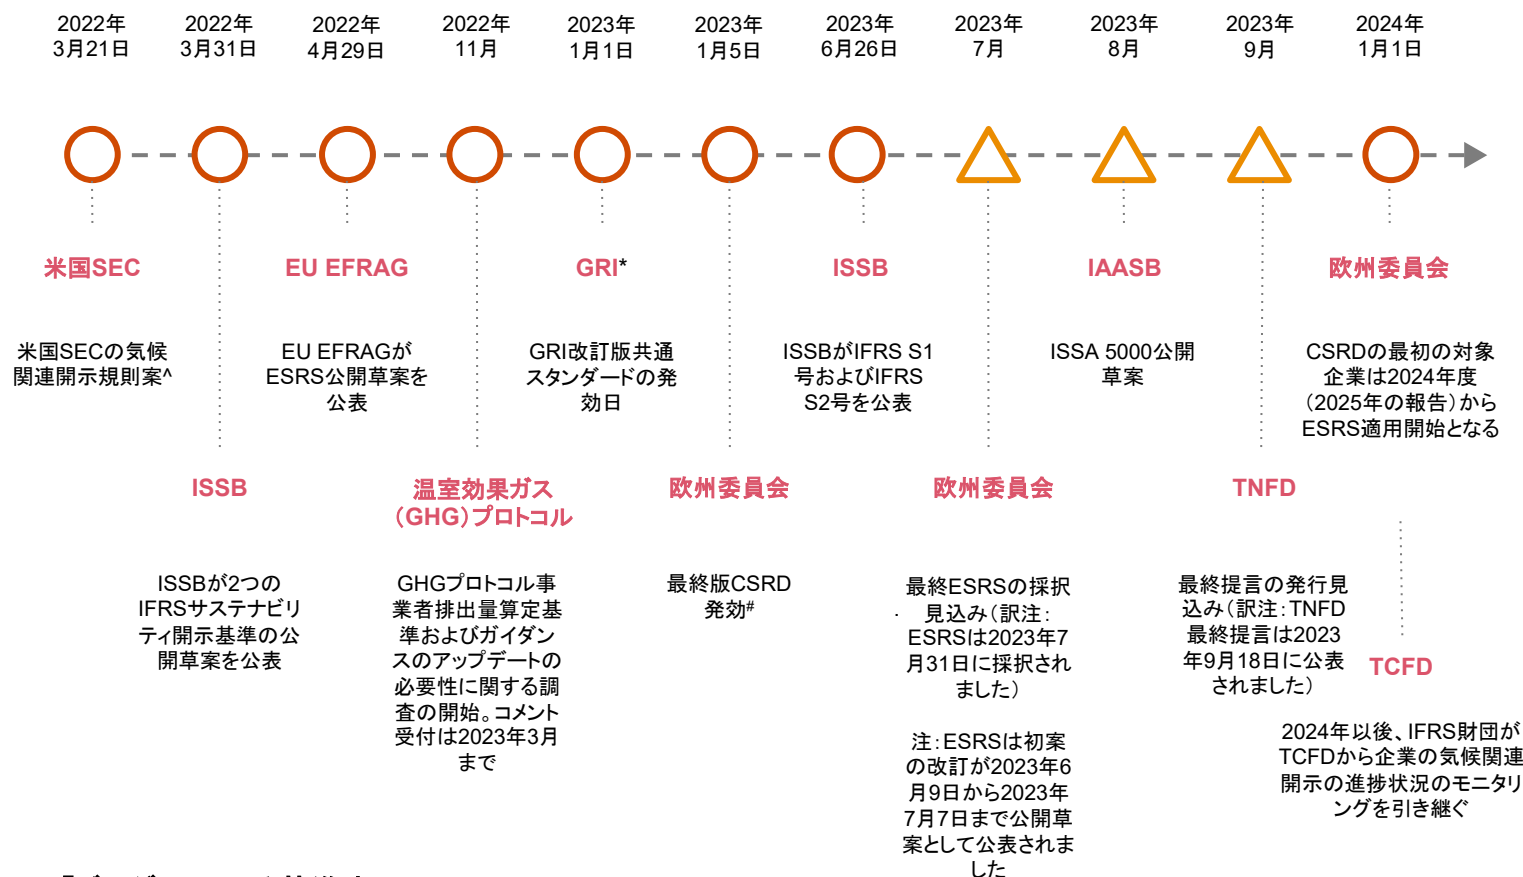 2022年
3月21日
2022年
3月31日
2022年
4月29日
2022年
11月
2023年
1月1日
2023年
1月5日
2023年
6月26日
2023年
7月
2023年
8月
2023年
9月
2024年
1月1日
米国SEC
米国SECの気候
関連開示規則案^
EU EFRAG
EU EFRAGが
ESRS公開草案を
公表
GRI*
GRI改訂版共通
スタンダードの発
効日
ISSB
ISSBがIFRS S1
号およびIFRS
S2号を公表
IAASB
ISSA 5000公開
草案
欧州委員会
CSRDの最初の対象
企業は2024年度
(2025年の報告)から
ESRS適用開始となる
ISSB
ISSBが2つの
IFRSサステナビリ
ティ開示基準の公
開草案を公表
温室効果ガス
(GHG)プロトコル
GHGプロトコル事
業者排出量算定基
準およびガイダン
スのアップデートの
必要性に関する調
査の開始。コメント
受付は2023年3月
まで
欧州委員会
最終版CSRD
発効#
欧州委員会
最終ESRSの採択
見込み(訳注:
ESRSは2023年7
月31日に採択され
ました)
注:ESRSは初案
の改訂が2023年6
月9日から2023年
7月7日まで公開草
案として公表されま
した
TNFD
最終提言の発行見
込み(訳注:TNFD
最終提言は2023
年9月18日に公表
されました)
TCFD
2024年以後、IFRS財団が
TCFDから企業の気候関連
開示の進捗状況のモニタリ
ングを引き継ぐ